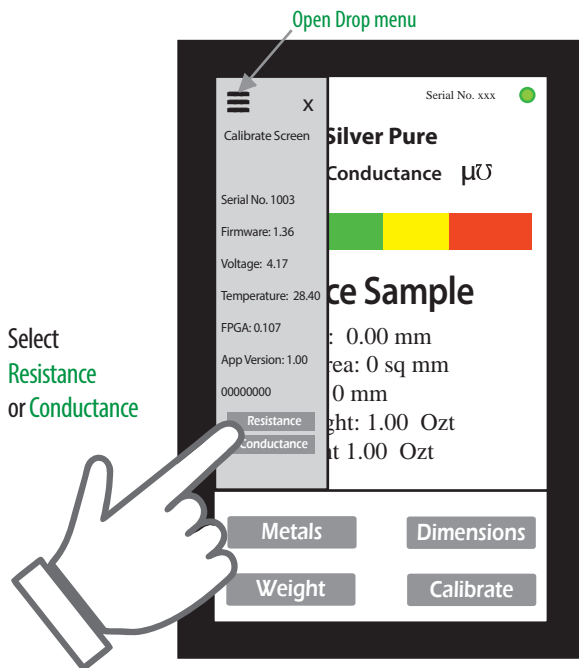 Open Drop menu
x
Serial No. xxx
Calibrate Screen
Silver Pure
Conductance µ℧
Serial No. 1003
Firmware: 1.36
Voltage: 4.17
Temperature: 28.40
FPGA: 0.107
App Version: 1.00
00000000
Resistance
Conductance
ce Sample
: 0.00 mm
rea: 0 sq mm
0 mm
ght: 1.00 Ozt
ht 1.00 Ozt
Select
Resistance
or Conductance
Metals
Dimensions
Weight
Calibrate